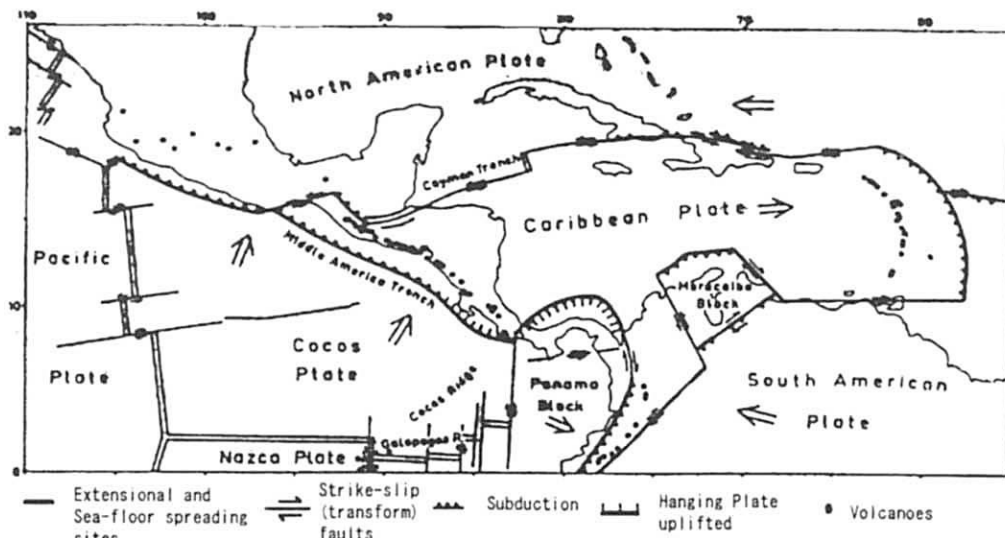 110
100
90
80
75
80
North American Plate
20
Cayman Trench
Caribbean Plate
Pacific
Middle America Trench
Maracaibo
Block
10
Cocos
Plate
Plate
Cocos Ridge
Panama
Block
South American
Plate
Galapagos R.
Nazca Plate
0
Extensional and
Sea-floor spreading
sites
Strike-slip
(transform)
faults
Subduction
Hanging Plate
uplifted
Volcanoes